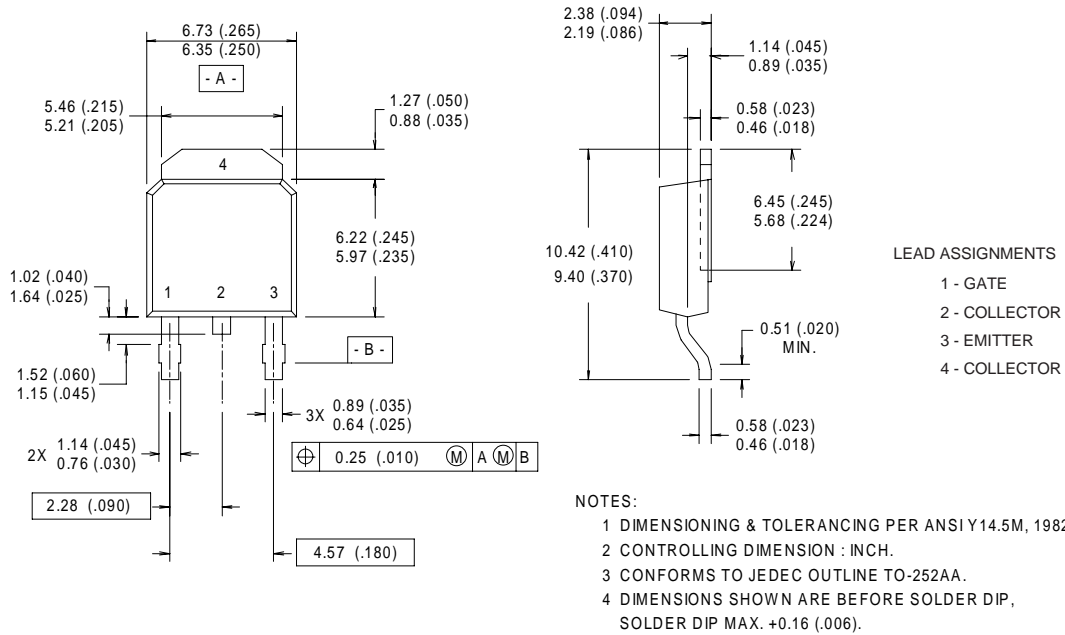 6.73 (.265)
6.35 (.250)
- A -
5.46 (.215)
5.21 (.205)
1.27 (.050)
0.88 (.035)
4
6.22 (.245)
5.97 (.235)
1.02 (.040)
1.64 (.025)
1 2 3
- B -
1.52 (.060)
1.15 (.045)
3X 0.89 (.035)
0.64 (.025)
2X 1.14 (.045)
0.76 (.030)
⌖ 0.25 (.010) Ⓜ A Ⓜ B
2.28 (.090)
4.57 (.180)
2.38 (.094)
2.19 (.086)
1.14 (.045)
0.89 (.035)
0.58 (.023)
0.46 (.018)
6.45 (.245)
5.68 (.224)
10.42 (.410)
9.40 (.370)
0.51 (.020)
MIN.
0.58 (.023)
0.46 (.018)
LEAD ASSIGNMENTS
1 - GATE
2 - COLLECTOR
3 - EMITTER
4 - COLLECTOR
NOTES:
1 DIMENSIONING & TOLERANCING PER ANSI Y14.5M, 1982
2 CONTROLLING DIMENSION : INCH.
3 CONFORMS TO JEDEC OUTLINE TO-252AA.
4 DIMENSIONS SHOWN ARE BEFORE SOLDER DIP,
SOLDER DIP MAX. +0.16 (.006).